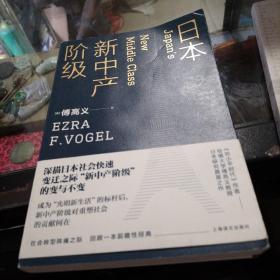 日本
新中产
阶级
Japan's
New Middle Class
[美]傅高义 — 著
EZRA
F. VOGEL
深描日本社会快速
变迁之际“新中产阶级”
的变与不变
成为“光明新生活”的标杆后，
新中产阶级对重塑社会
的贡献何在
社会转型阵痛之际
回顾一本前瞻性经典
上海译文出版社